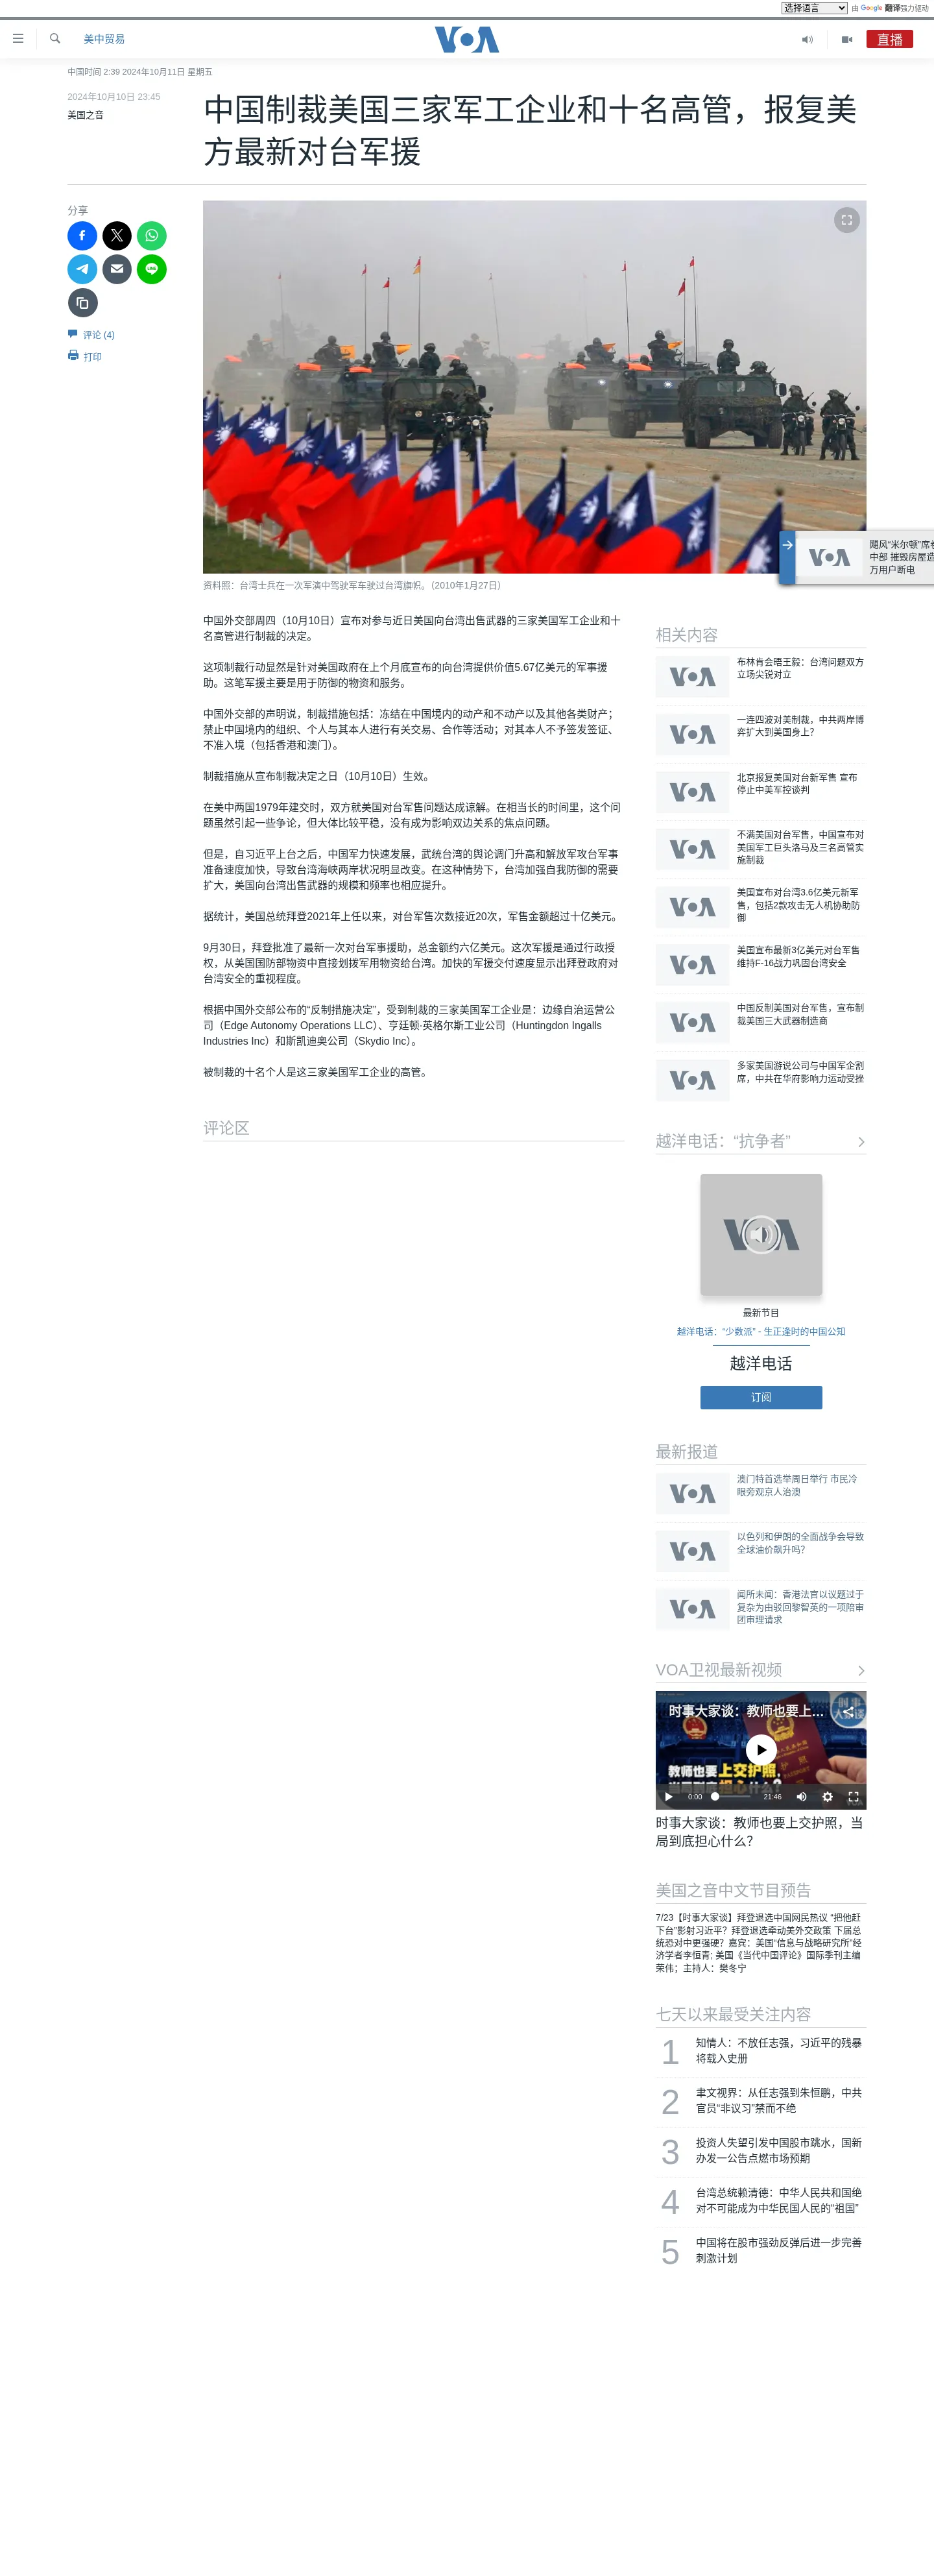 选择语言 由 Google 翻译强力驱动
美中贸易
VOA
直播
中国时间 2:39 2024年10月11日 星期五
2024年10月10日 23:45
美国之音
中国制裁美国三家军工企业和十名高管，报复美
方最新对台军援
分享
评论 (4)
打印
资料照：台湾士兵在一次军演中驾驶军车驶过台湾旗帜。（2010年1月27日）
VOA
飓风“米尔顿”席
中部 摧毁房屋造
万用户断电
中国外交部周四（10月10日）宣布对参与近日美国向台湾出售武器的三家美国军工企业和十
名高管进行制裁的决定。
这项制裁行动显然是针对美国政府在上个月底宣布的向台湾提供价值5.67亿美元的军事援
助。这笔军援主要是用于防御的物资和服务。
中国外交部的声明说，制裁措施包括：冻结在中国境内的动产和不动产以及其他各类财产；
禁止中国境内的组织、个人与其本人进行有关交易、合作等活动；对其本人不予签发签证、
不准入境（包括香港和澳门）。
制裁措施从宣布制裁决定之日（10月10日）生效。
在美中两国1979年建交时，双方就美国对台军售问题达成谅解。在相当长的时间里，这个问
题虽然引起一些争论，但大体比较平稳，没有成为影响双边关系的焦点问题。
但是，自习近平上台之后，中国军力快速发展，武统台湾的舆论调门升高和解放军攻台军事
准备速度加快，导致台湾海峡两岸状况明显改变。在这种情势下，台湾加强自我防御的需要
扩大，美国向台湾出售武器的规模和频率也相应提升。
据统计，美国总统拜登2021年上任以来，对台军售次数接近20次，军售金额超过十亿美元。
9月30日，拜登批准了最新一次对台军事援助，总金额约六亿美元。这次军援是通过行政授
权，从美国国防部物资中直接划拨军用物资给台湾。加快的军援交付速度显示出拜登政府对
台湾安全的重视程度。
根据中国外交部公布的“反制措施决定”，受到制裁的三家美国军工企业是：边缘自治运营公
司（Edge Autonomy Operations LLC）、亨廷顿·英格尔斯工业公司（Huntingdon Ingalls
Industries Inc）和斯凯迪奥公司（Skydio Inc）。
被制裁的十名个人是这三家美国军工企业的高管。
评论区
相关内容
VOA
布林肯会晤王毅：台湾问题双方
立场尖锐对立
VOA
一连四波对美制裁，中共两岸博
弈扩大到美国身上？
VOA
北京报复美国对台新军售 宣布
停止中美军控谈判
VOA
不满美国对台军售，中国宣布对
美国军工巨头洛马及三名高管实
施制裁
VOA
美国宣布对台湾3.6亿美元新军
售，包括2款攻击无人机协助防
御
VOA
美国宣布最新3亿美元对台军售
维持F-16战力巩固台湾安全
VOA
中国反制美国对台军售，宣布制
裁美国三大武器制造商
VOA
多家美国游说公司与中国军企割
席，中共在华府影响力运动受挫
越洋电话：“抗争者”
VOA
最新节目
越洋电话：“少数派” - 生正逢时的中国公知
越洋电话
订阅
最新报道
VOA
澳门特首选举周日举行 市民冷
眼旁观京人治澳
VOA
以色列和伊朗的全面战争会导致
全球油价飙升吗？
VOA
闻所未闻：香港法官以议题过于
复杂为由驳回黎智英的一项陪审
团审理请求
VOA卫视最新视频
时事大家谈：教师也要上...
教师也要上交护照，
0:00
21:46
时事大家谈：教师也要上交护照，当
局到底担心什么？
美国之音中文节目预告
7/23【时事大家谈】拜登退选中国网民热议 “把他赶
下台”影射习近平？拜登退选牵动美外交政策 下届总
统恐对中更强硬？嘉宾：美国“信息与战略研究所”经
济学者李恒青; 美国《当代中国评论》国际季刊主编
荣伟；主持人：樊冬宁
七天以来最受关注内容
1
知情人：不放任志强，习近平的残暴
将载入史册
2
聿文视界：从任志强到朱恒鹏，中共
官员“非议习”禁而不绝
3
投资人失望引发中国股市跳水，国新
办发一公告点燃市场预期
4
台湾总统赖清德：中华人民共和国绝
对不可能成为中华民国人民的“祖国”
5
中国将在股市强劲反弹后进一步完善
刺激计划